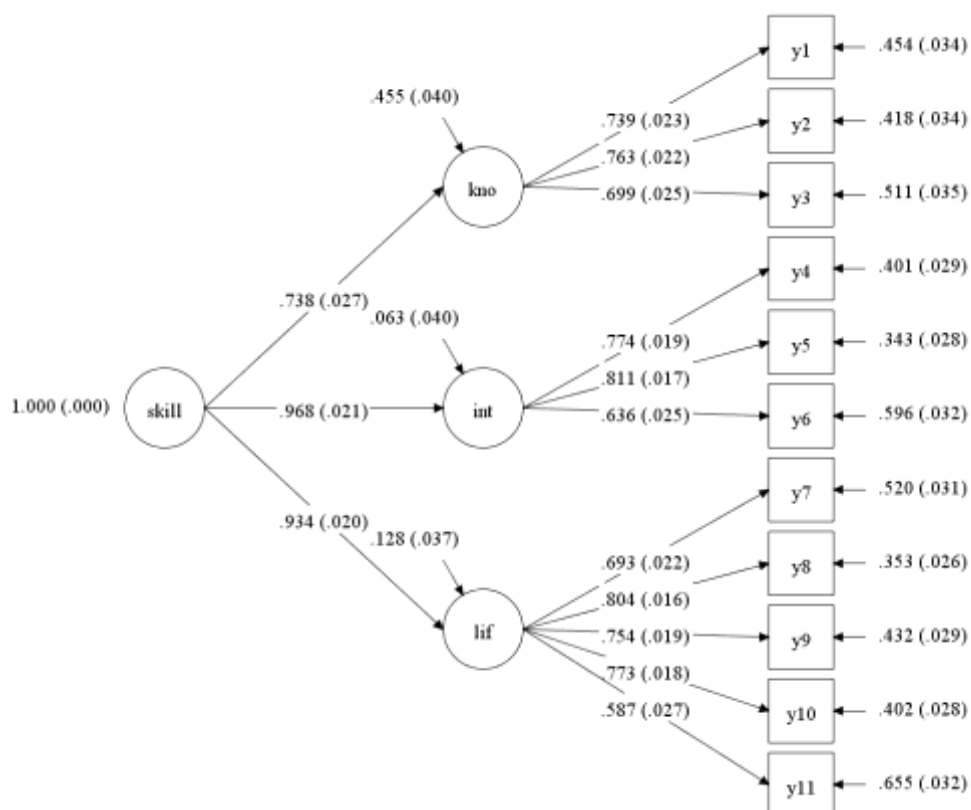 y1
.454 (.034)
.455 (.040)
.739 (.023)
y2
.418 (.034)
.763 (.022)
kno
.699 (.025)
y3
.511 (.035)
y4
.401 (.029)
.738 (.027)
.063 (.040)
.774 (.019)
y5
.343 (.028)
.811 (.017)
1.000 (.000)
skill
.968 (.021)
int
.636 (.025)
y6
.596 (.032)
y7
.520 (.031)
.934 (.020)
.128 (.037)
.693 (.022)
y8
.353 (.026)
.804 (.016)
lif
.754 (.019)
y9
.432 (.029)
.773 (.018)
.587 (.027)
y10
.402 (.028)
y11
.655 (.032)